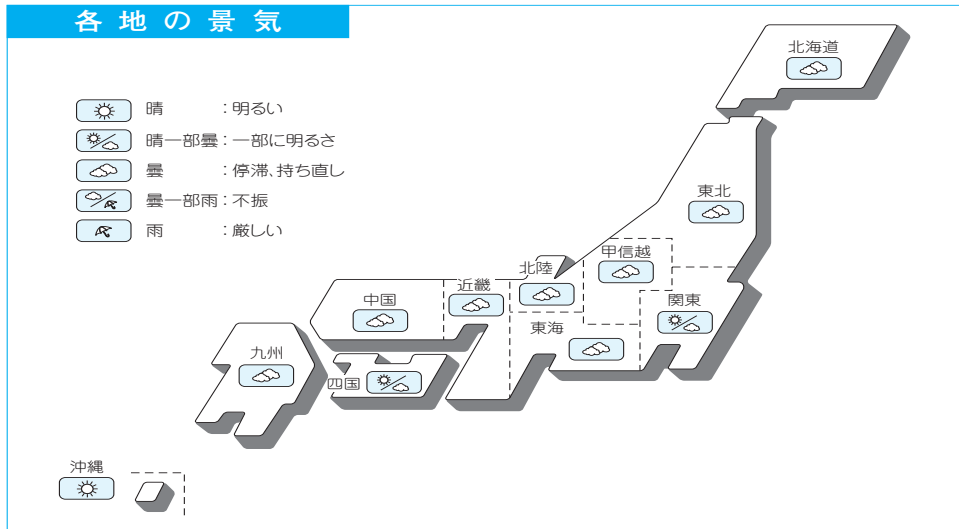 各地の景気
晴　：明るい
晴一部曇：一部に明るさ
曇　：停滞、持ち直し
曇一部雨：不振
雨　：厳しい
北海道
東北
甲信越
北陸
近畿
中国
関東
東海
九州
四国
沖縄